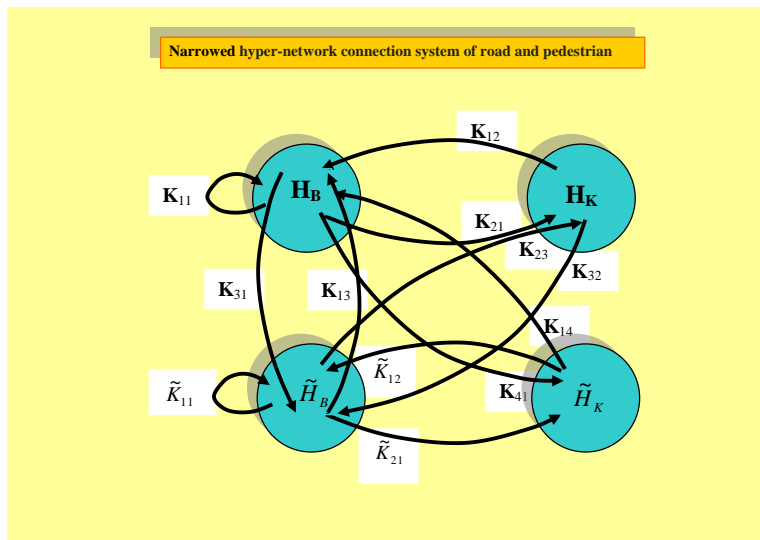 Narrowed hyper-network connection system of road and pedestrian
K₁₂
H_B
H_K
K₁₁
K₂₁
K₂₃
K₃₂
K₃₁
K₁₃
K₁₄
K̃₁₂
K̃₁₁
H̃_B
K₄₁
H̃_K
K̃₂₁